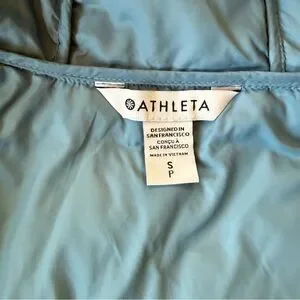 ATHLETA
DESIGNED IN
SAN FRANCISCO
CONÇU À
SAN FRANCISCO
MADE IN VIETNAM
S
P